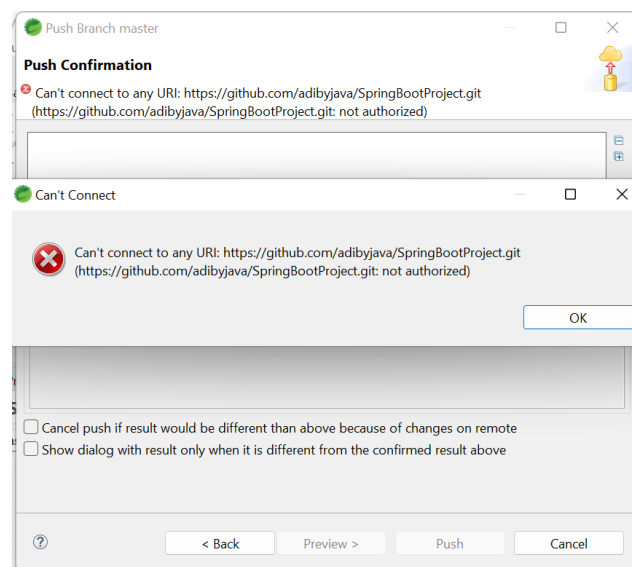 Push Branch master
Push Confirmation
Can't connect to any URI: https://github.com/adibyjava/SpringBootProject.git
(https://github.com/adibyjava/SpringBootProject.git: not authorized)
Can't Connect
Can't connect to any URI: https://github.com/adibyjava/SpringBootProject.git
(https://github.com/adibyjava/SpringBootProject.git: not authorized)
OK
Cancel push if result would be different than above because of changes on remote
Show dialog with result only when it is different from the confirmed result above
< Back
Preview >
Push
Cancel